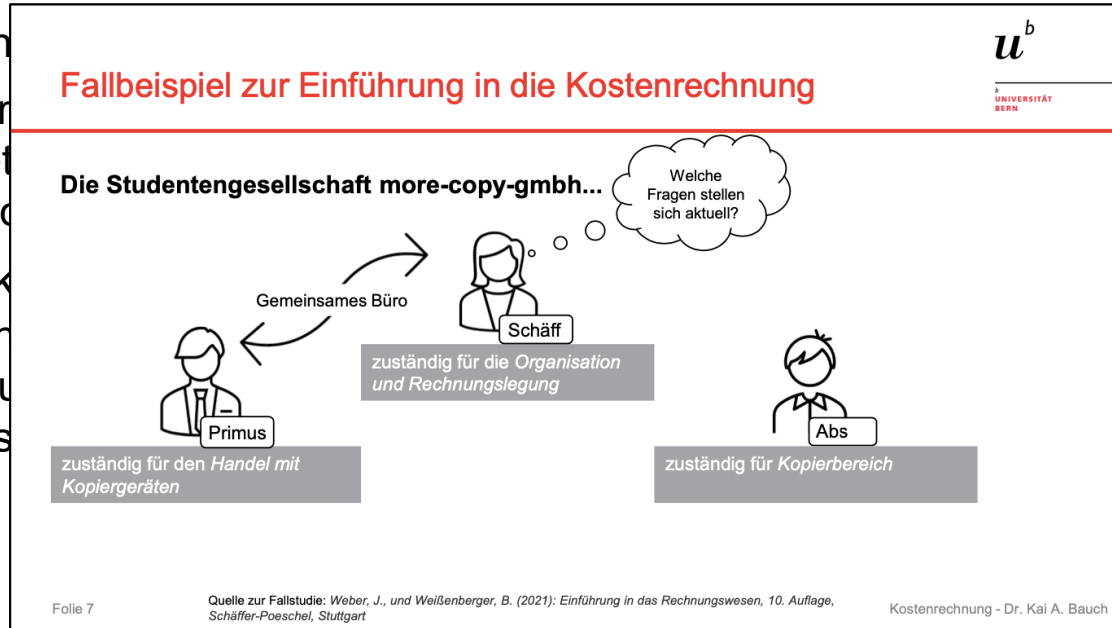 u^b
b
UNIVERSITÄT
BERN
Fallbeispiel zur Einführung in die Kostenrechnung
Die Studentengesellschaft more-copy-gmbh...
Welche
Fragen stellen
sich aktuell?
Gemeinsames Büro
Schäff
zuständig für die Organisation
und Rechnungslegung
Primus
zuständig für den Handel mit
Kopiergeräten
Abs
zuständig für Kopierbereich
Folie 7
Quelle zur Fallstudie: Weber, J., und Weißenberger, B. (2021): Einführung in das Rechnungswesen, 10. Auflage,
Schäffer-Poeschel, Stuttgart
Kostenrechnung - Dr. Kai A. Bauch